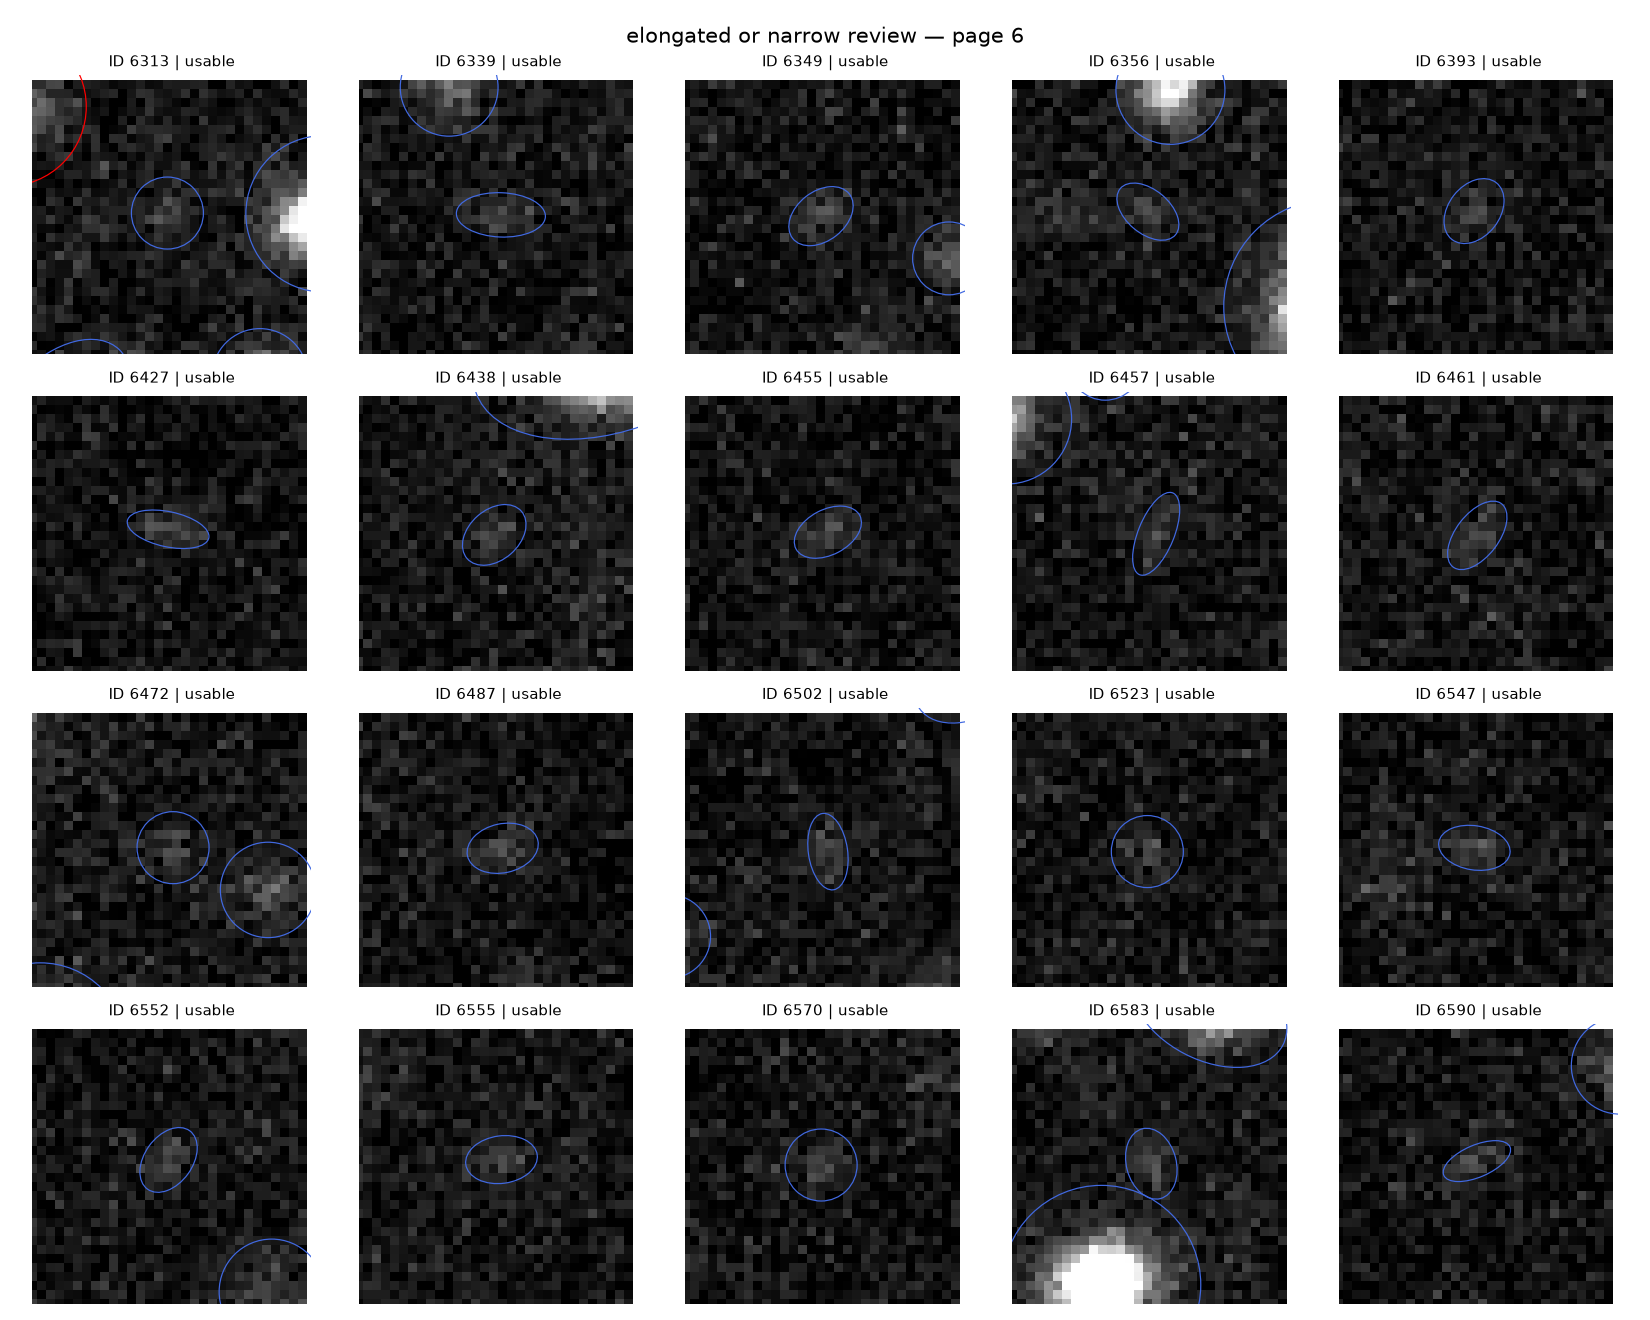 elongated or narrow review — page 6
ID 6313 | usable
ID 6339 | usable
ID 6349 | usable
ID 6356 | usable
ID 6393 | usable
ID 6427 | usable
ID 6438 | usable
ID 6455 | usable
ID 6457 | usable
ID 6461 | usable
ID 6472 | usable
ID 6487 | usable
ID 6502 | usable
ID 6523 | usable
ID 6547 | usable
ID 6552 | usable
ID 6555 | usable
ID 6570 | usable
ID 6583 | usable
ID 6590 | usable